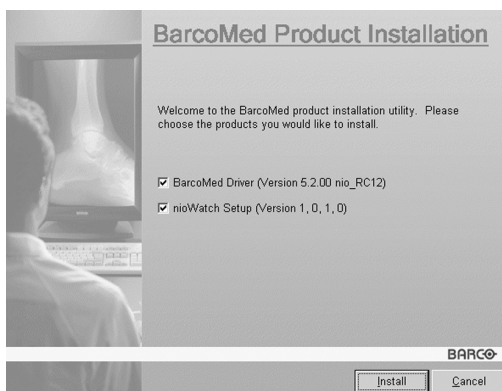 BarcoMed Product Installation
Welcome to the BarcoMed product installation utility. Please
choose the products you would like to install.
BarcoMed Driver (Version 5.2.00 nio_RC12)
nioWatch Setup (Version 1, 0, 1, 0)
BARCO
Install
Cancel